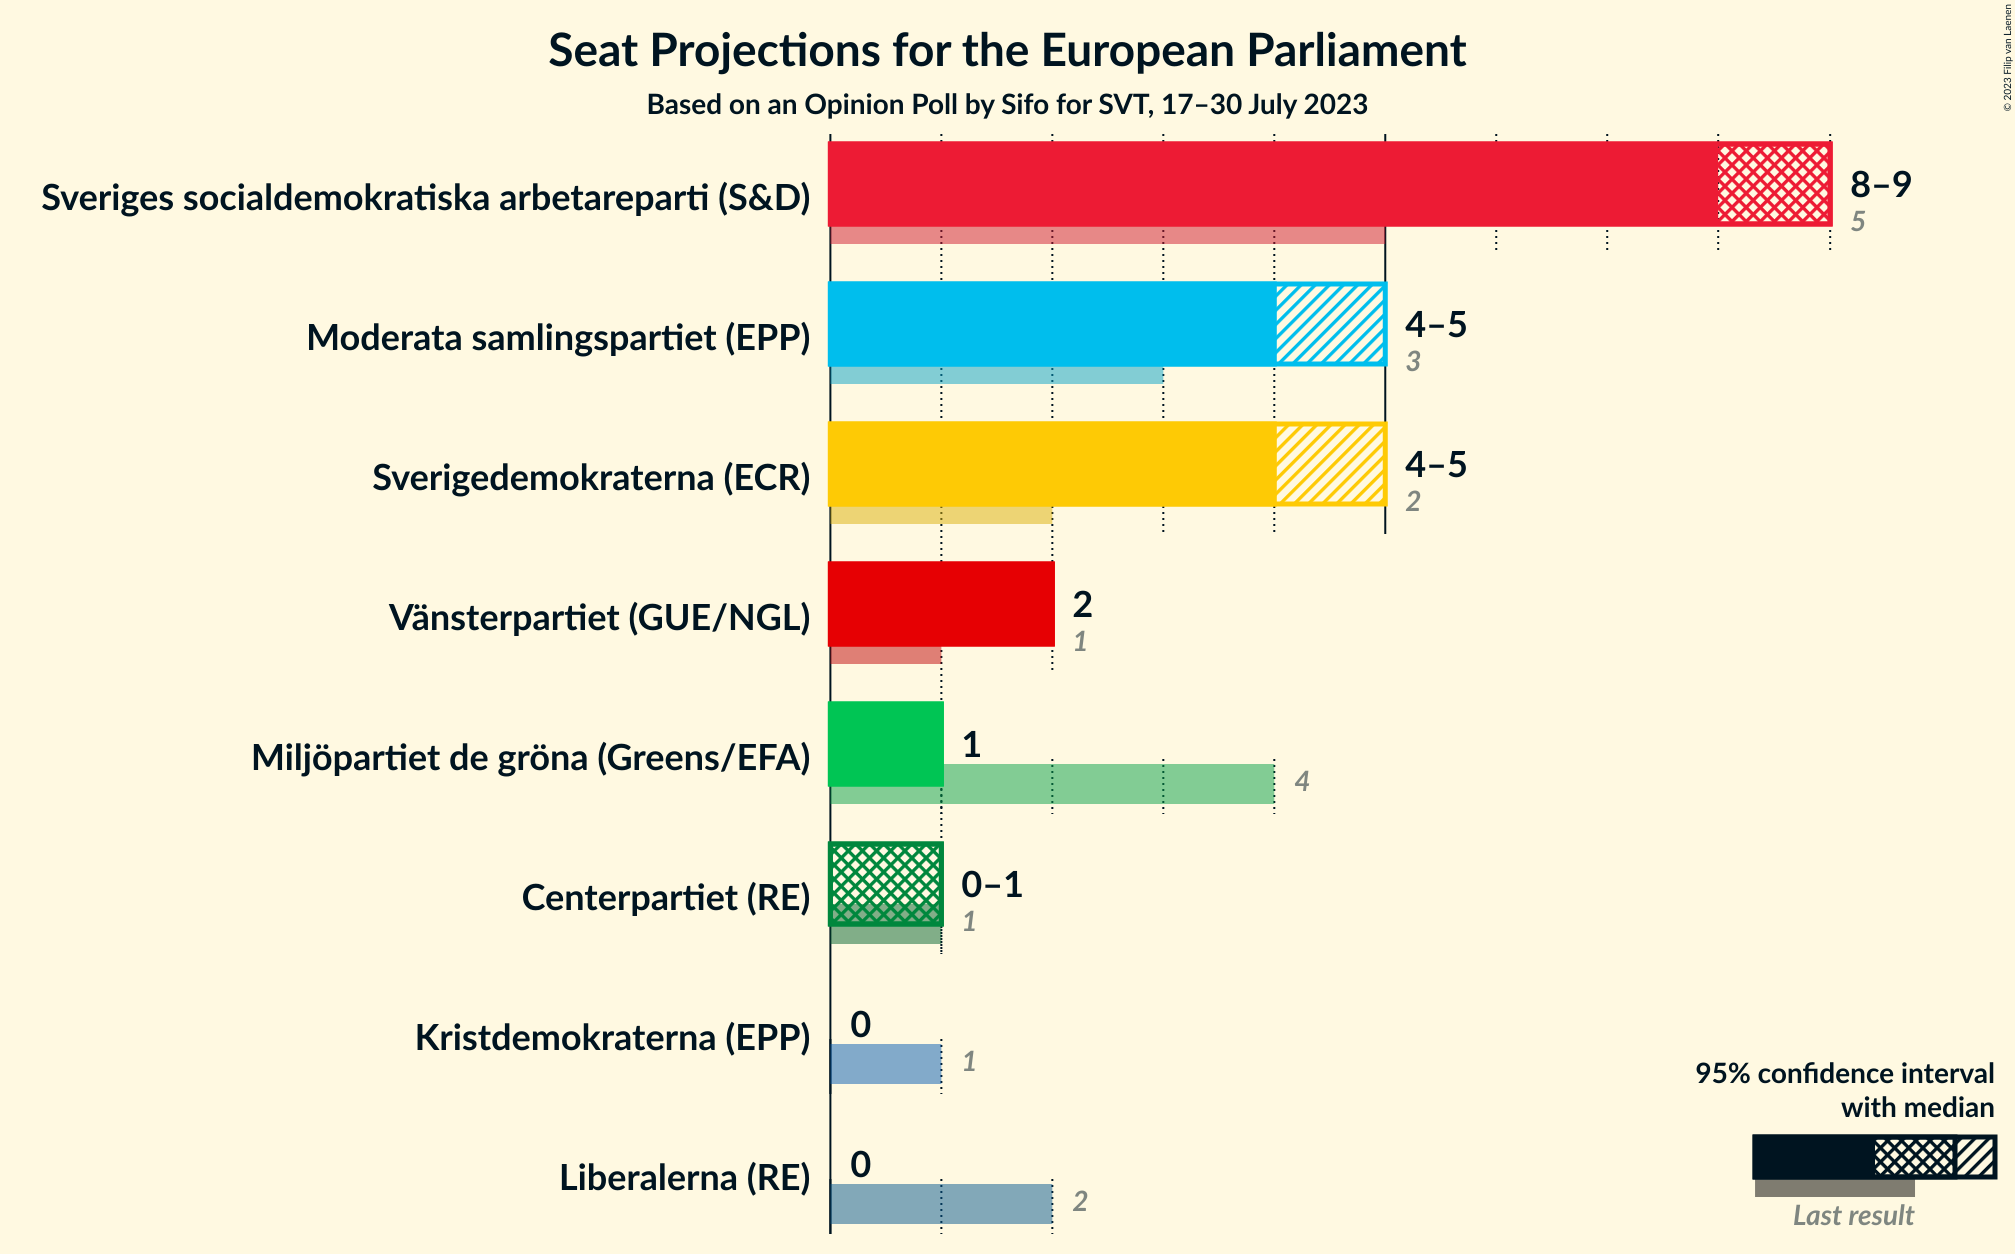 Seat Projections for the European Parliament
Based on an Opinion Poll by Sifo for SVT, 17–30 July 2023
© 2023 Filip van Laenen
Sveriges socialdemokratiska arbetareparti (S&D)
8–9
5
Moderata samlingspartiet (EPP)
4–5
3
Sverigedemokraterna (ECR)
4–5
2
Vänsterpartiet (GUE/NGL)
2
1
Miljöpartiet de gröna (Greens/EFA)
1
4
Centerpartiet (RE)
0–1
1
Kristdemokraterna (EPP)
0
1
Liberalerna (RE)
0
2
95% confidence interval
with median
Last result